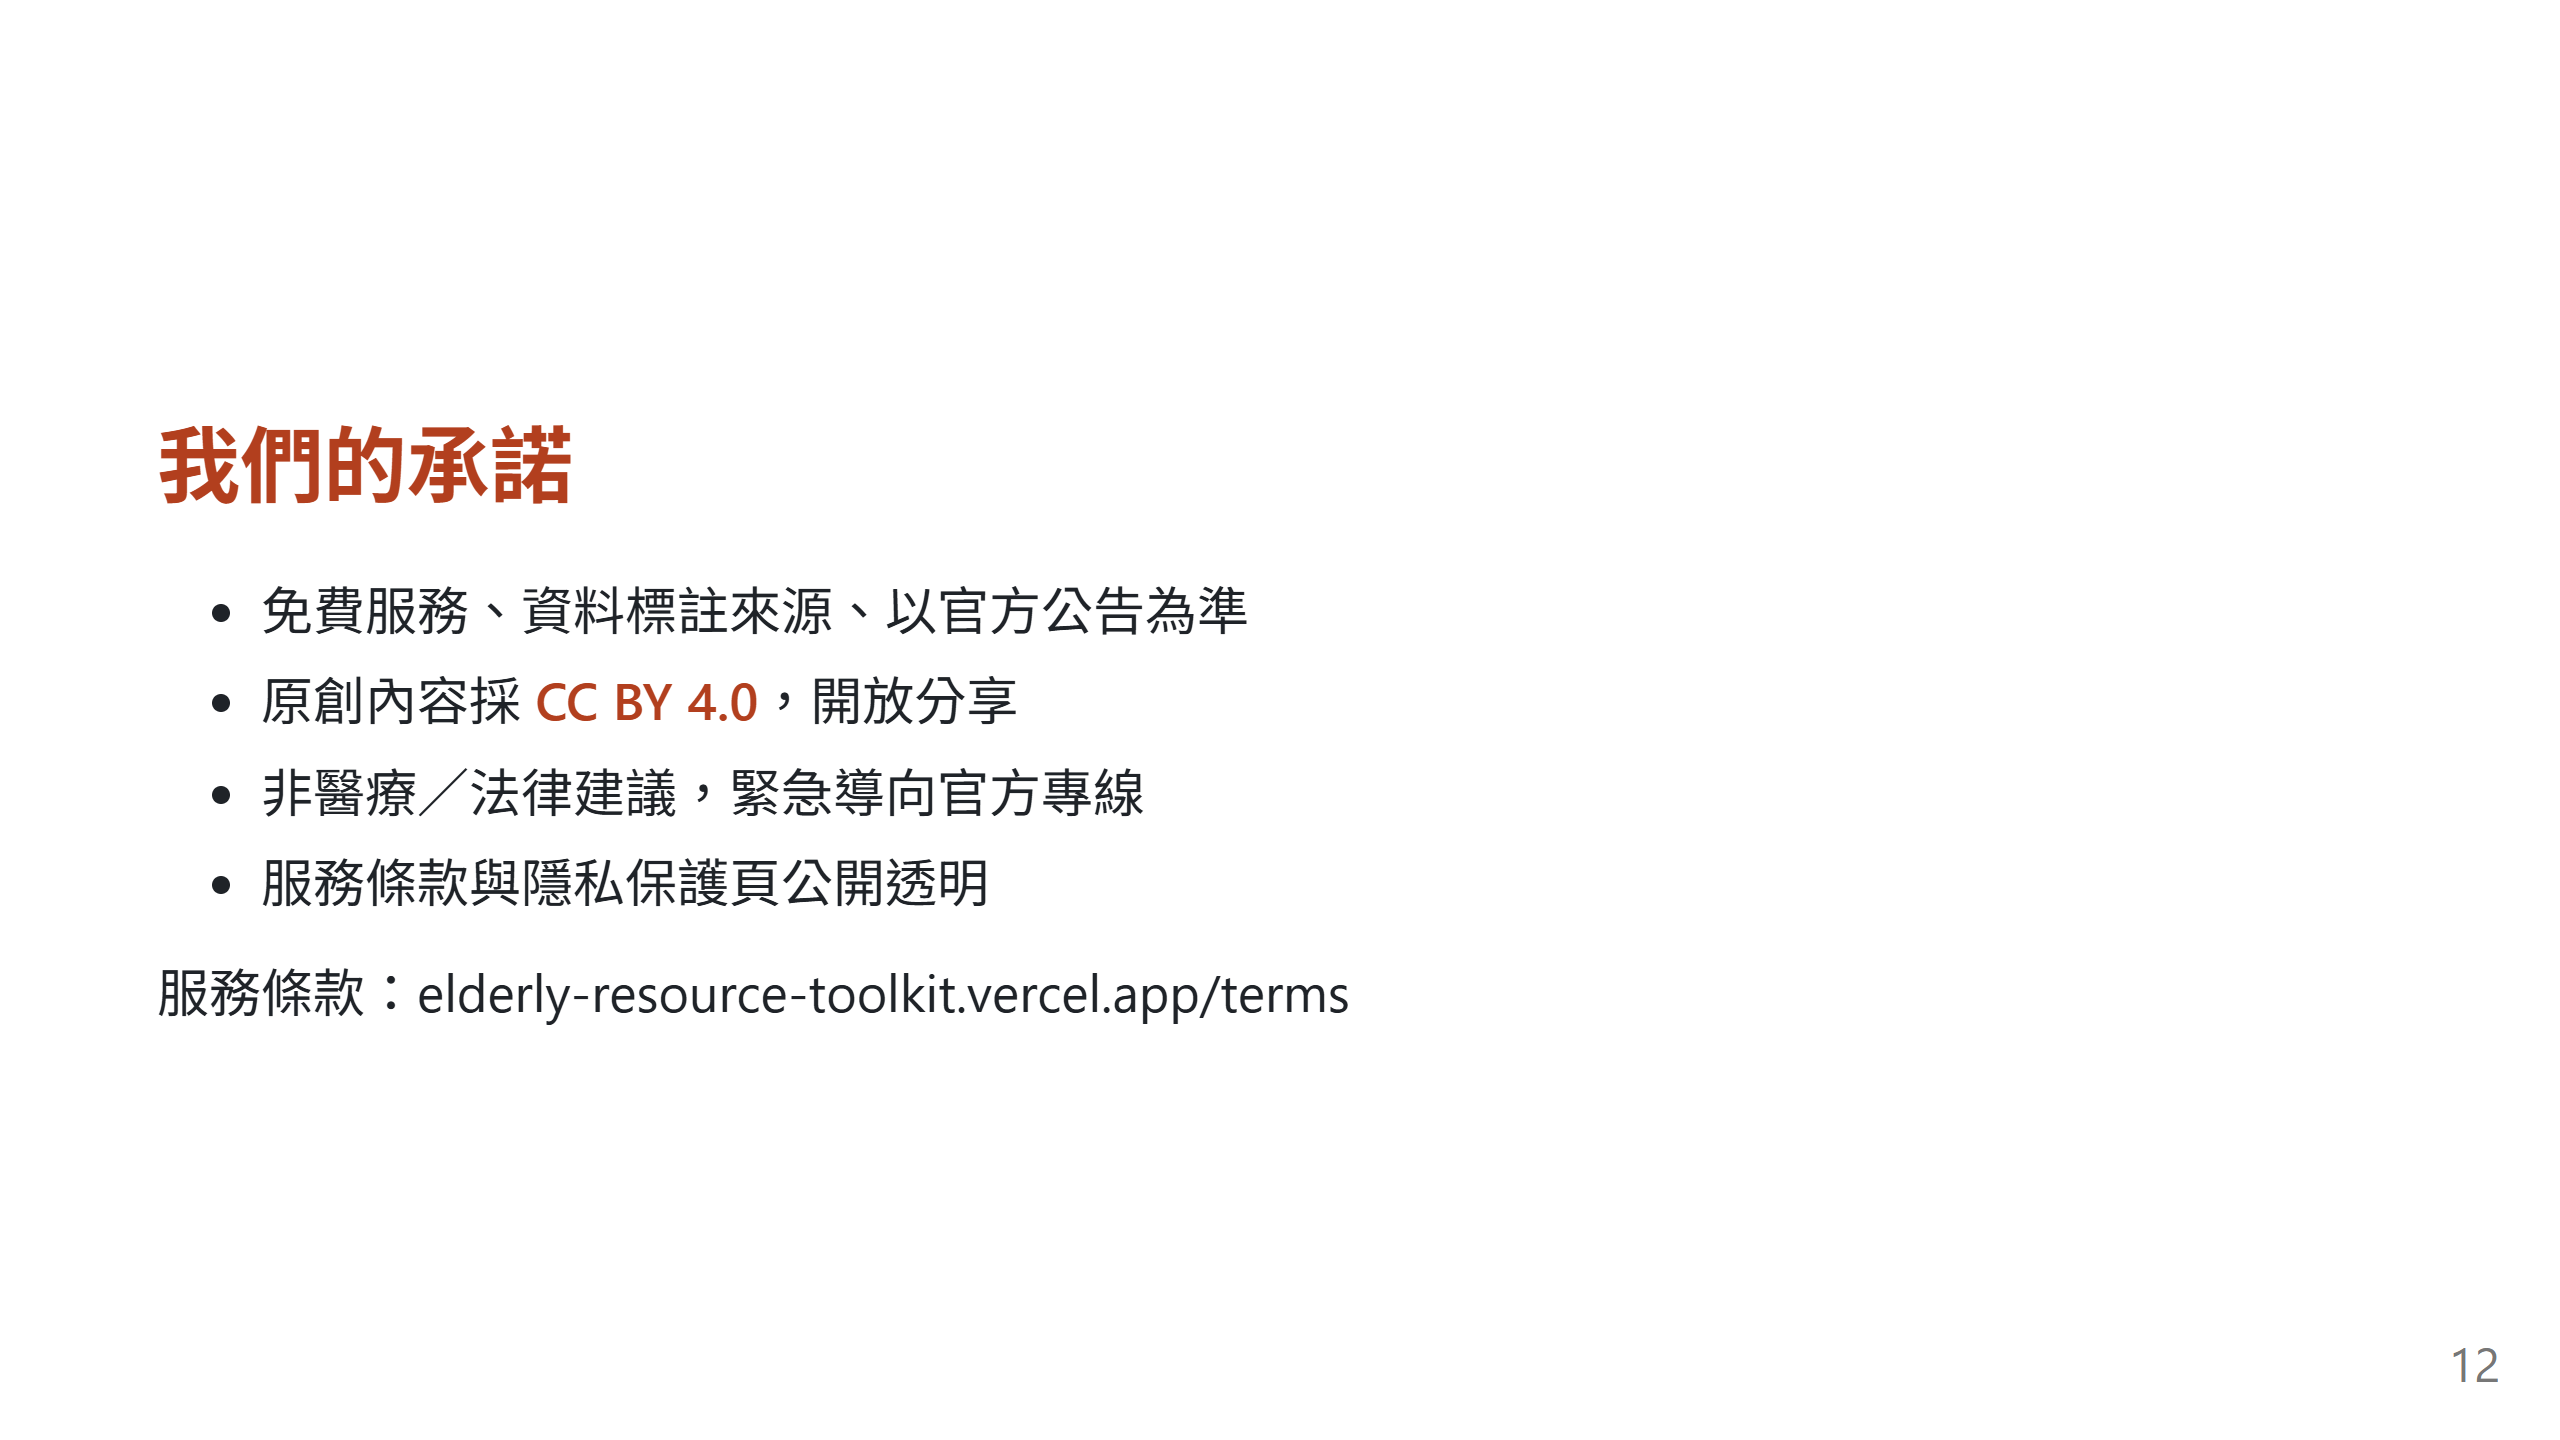 我們的承諾
• 免費服務、資料標註來源、以官方公告為準
• 原創內容採 CC BY 4.0，開放分享
• 非醫療／法律建議，緊急導向官方專線
• 服務條款與隱私保護頁公開透明
服務條款：elderly-resource-toolkit.vercel.app/terms
12